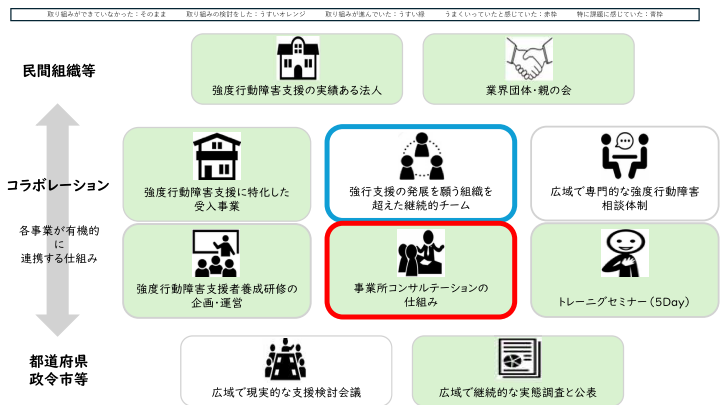 取り組みができていなかった：そのまま　取り組みの検討をした：うすいオレンジ　取り組みが進んでいた：うすい緑　うまくいっていたと感じていた：赤枠　特に課題に感じていた：青枠
民間組織等
強度行動障害支援の実績ある法人
業界団体・親の会
コラボレーション
各事業が有機的
に
連携する仕組み
強度行動障害支援に特化した
受入事業
強行支援の発展を願う組織を
超えた継続的チーム
広域で専門的な強度行動障害
相談体制
強度行動障害支援者養成研修の
企画・運営
事業所コンサルテーションの
仕組み
トレーニングセミナー（5Day）
都道府県
政令市等
広域で現実的な支援検討会議
広域で継続的な実態調査と公表